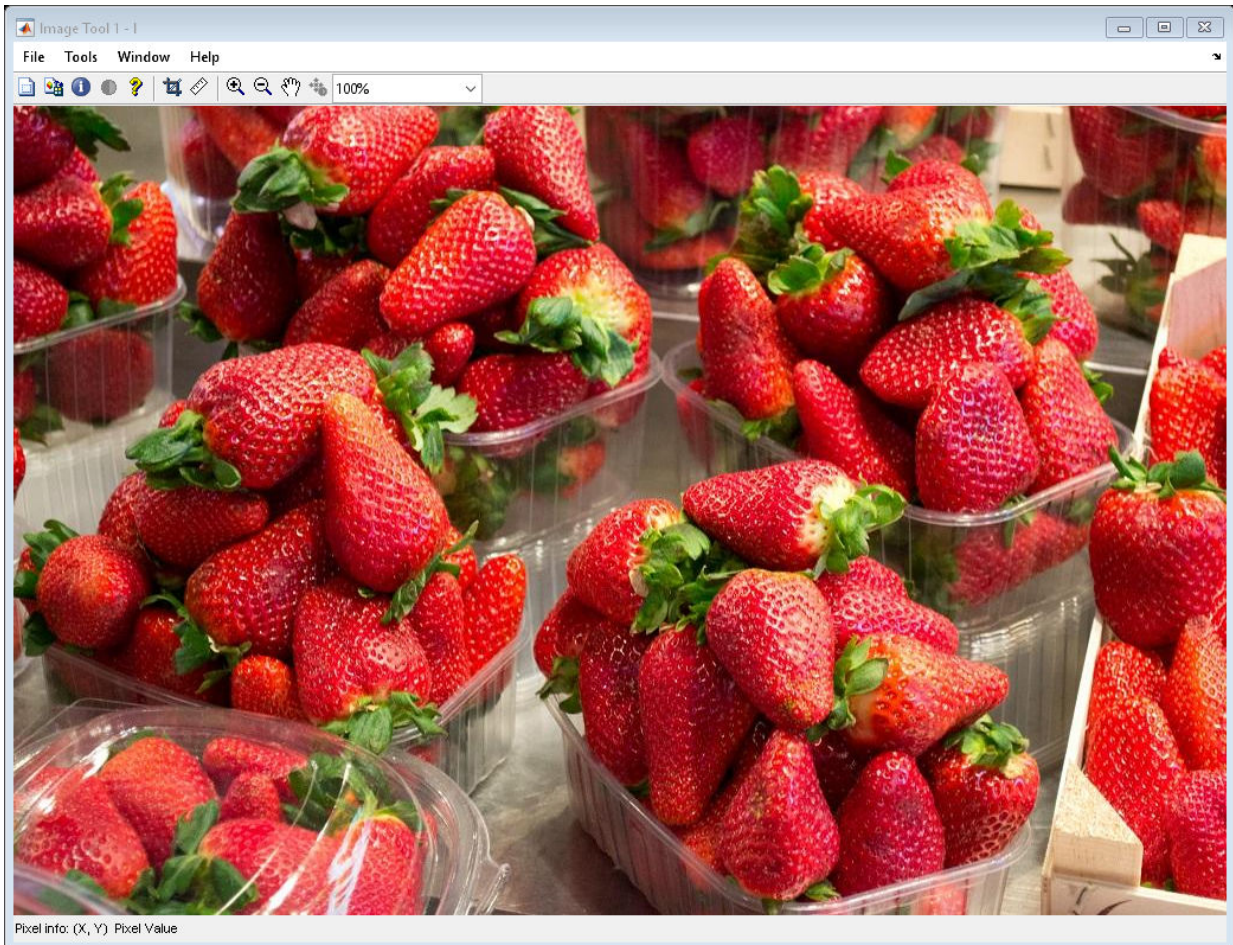 Image Tool 1 - I
File Tools Window Help
100%
Pixel info: (X, Y) Pixel Value